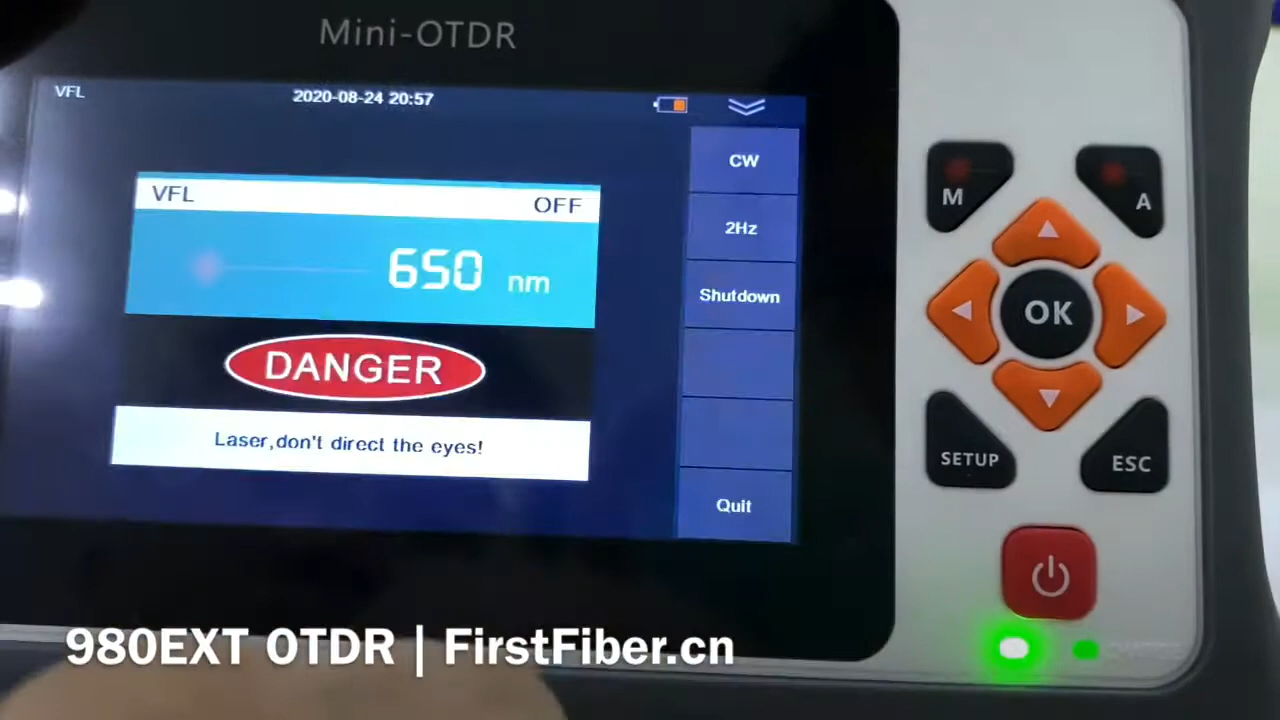 Mini-OTDR
VFL
2020-08-24 20:57
CW
VFL
OFF
2Hz
650 nm
Shutdown
DANGER
Laser,don't direct the eyes!
Quit
M
A
OK
SETUP
ESC
980EXT OTDR | FirstFiber.cn